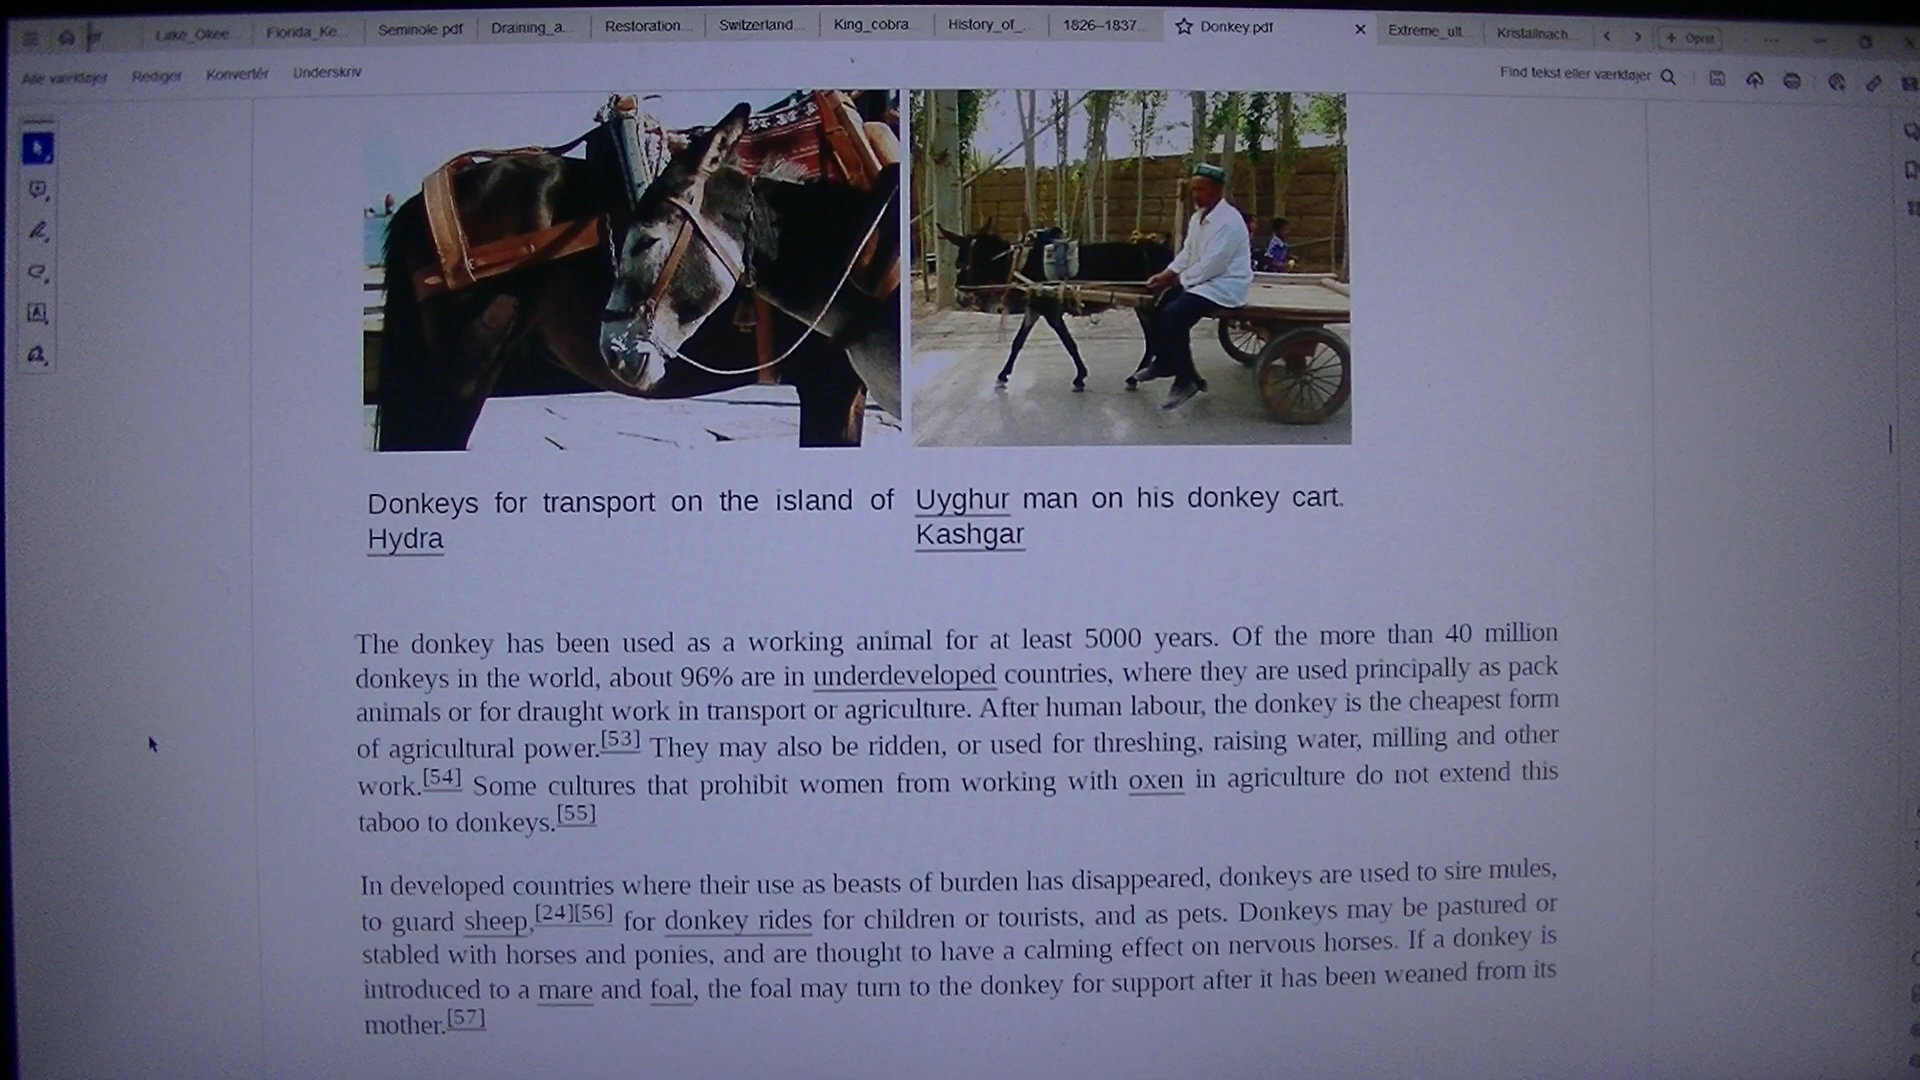 Lake_Okee...
Florida_Ke...
Seminole.pdf
Draining_a...
Restoration...
Switzerland...
King_cobra
History_of_...
1826–1837...
Donkey.pdf
Extreme_ult...
Kristallnach...
+ Opret
Alle værktøjer
Rediger
Konvertér
Underskriv
Find tekst eller værktøjer
Donkeys for transport on the island of
Hydra
Uyghur man on his donkey cart.
Kashgar
The donkey has been used as a working animal for at least 5000 years. Of the more than 40 million
donkeys in the world, about 96% are in underdeveloped countries, where they are used principally as pack
animals or for draught work in transport or agriculture. After human labour, the donkey is the cheapest form
of agricultural power.[53] They may also be ridden, or used for threshing, raising water, milling and other
work.[54] Some cultures that prohibit women from working with oxen in agriculture do not extend this
taboo to donkeys.[55]
In developed countries where their use as beasts of burden has disappeared, donkeys are used to sire mules,
to guard sheep,[24][56] for donkey rides for children or tourists, and as pets. Donkeys may be pastured or
stabled with horses and ponies, and are thought to have a calming effect on nervous horses. If a donkey is
introduced to a mare and foal, the foal may turn to the donkey for support after it has been weaned from its
mother.[57]